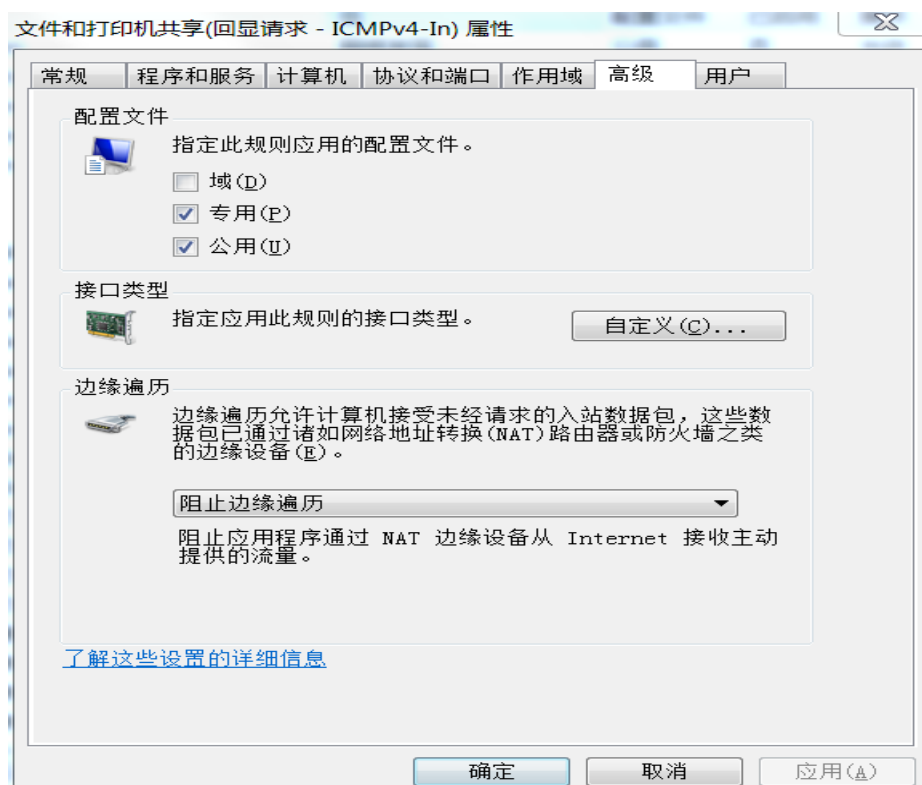 文件和打印机共享(回显请求 - ICMPv4-In) 属性
常规 程序和服务 计算机 协议和端口 作用域 高级 用户
配置文件
指定此规则应用的配置文件。
域(D)
专用(P)
公用(U)
接口类型
指定应用此规则的接口类型。
自定义(C)...
边缘遍历
边缘遍历允许计算机接受未经请求的入站数据包，这些数
据包已通过诸如网络地址转换(NAT)路由器或防火墙之类
的边缘设备(E)。
阻止边缘遍历
阻止应用程序通过 NAT 边缘设备从 Internet 接收主动
提供的流量。
了解这些设置的详细信息
确定 取消 应用(A)